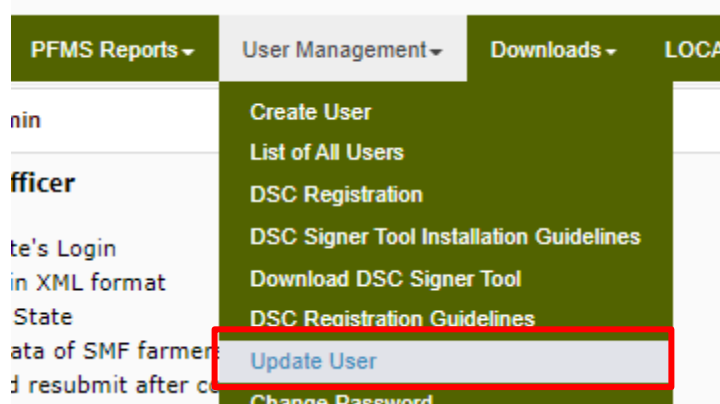 PFMS Reports User Management Downloads LOCA
min
Create User
List of All Users
fficer
DSC Registration
te's Login
DSC Signer Tool Installation Guidelines
in XML format
Download DSC Signer Tool
State
DSC Registration Guidelines
ata of SMF farmer
Update User
d resubmit after co
Change Password